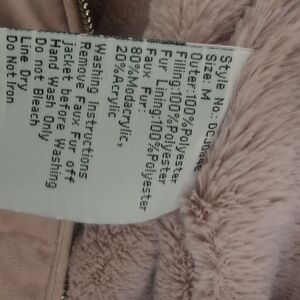 Style No.:
Size: M
Outer:100%Polyester
Filling:100%Polyester
Fur Lining:100%Polyester
Faux Fur:
80%Modacrylic,
20%Acrylic
Washing Instructions
Remove Faux Fur off
Jacket before Washing
Hand Wash Only
Do not Bleach
Line Dry
Do Not Iron